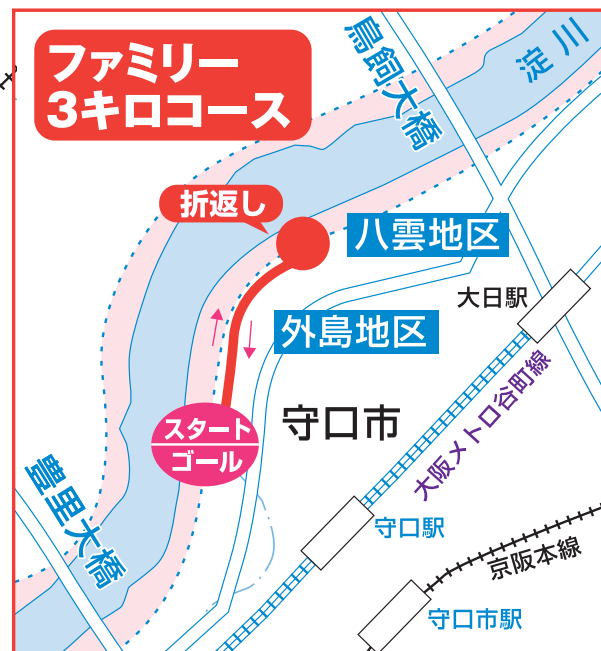 ファミリー
3キロコース
鳥飼大橋
淀川
折返し
八雲地区
大日駅
外島地区
大阪メトロ谷町線
守口市
スタート
ゴール
豊里大橋
守口駅
京阪本線
守口市駅